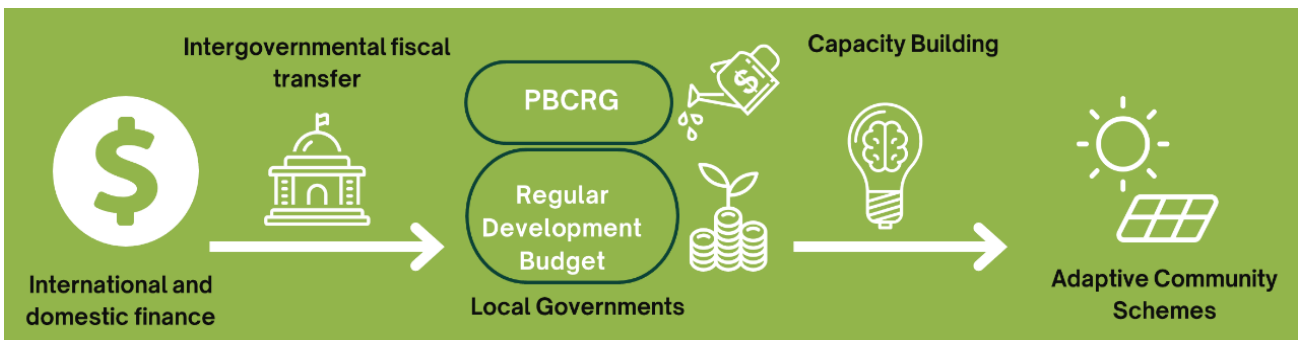 Intergovernmental fiscal
transfer
Capacity Building
PBCRG
Regular
Development
Budget
International and
domestic finance
Local Governments
Adaptive Community
Schemes